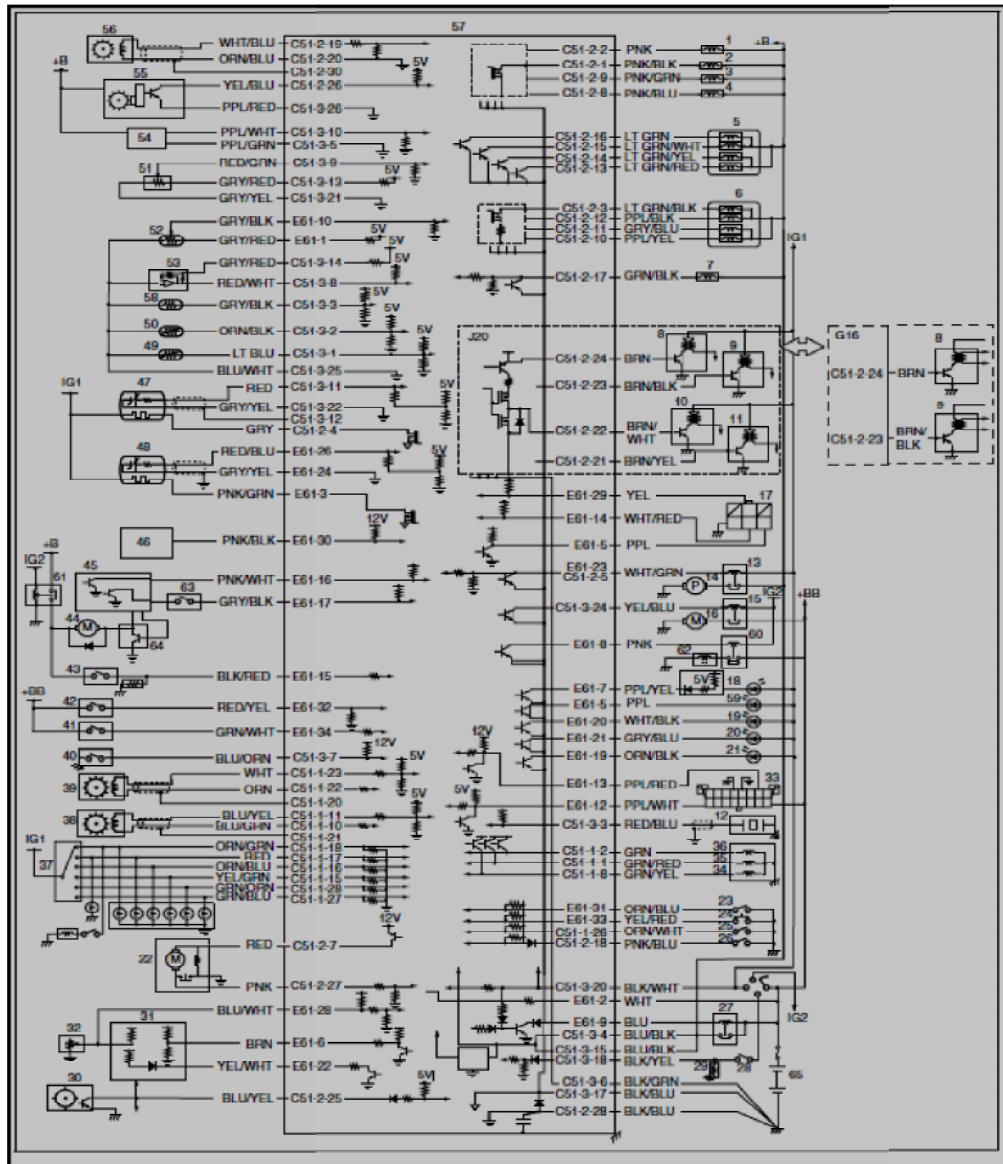 56
57
+B
WHT/BLU C51-2-19
ORN/BLU C51-2-20
C51-2-30
5V
55
YEL/BLU C51-2-26
PPL/RED C51-3-26
54
PPL/WHT C51-3-10
PPL/GRN C51-3-5
RED/GRN C51-3-9
5V
51
GRY/RED C51-3-13
GRY/YEL C51-3-21
GRY/BLK E61-10
52
GRY/RED E61-1
5V
5V
GRY/RED C51-3-14
53
RED/WHT C51-3-8
5V
58
GRY/BLK C51-3-3
5V
50
ORN/BLK C51-3-2
5V
49
LT BLU C51-3-1
BLU/WHT C51-3-25
IG1
47
RED C51-3-11
5V
GRY/YEL C51-3-22
C51-3-12
GRY C51-2-4
48
RED/BLU E61-26
5V
GRY/YEL E61-24
PNK/GRN E61-3
12V
46
PNK/BLK E61-30
+B
IG2
61
45
PNK/WHT E61-16
63
GRY/BLK E61-17
44
M
64
43
BLK/RED E61-15
+BB
42
RED/YEL E61-32
41
GRN/WHT E61-34
12V
40
BLU/ORN C51-3-7
5V
39
WHT C51-1-23
ORN C51-1-22
C51-1-20
5V
38
BLU/YEL C51-1-11
BLU/GRN C51-1-10
C51-1-21
IG1
37
ORN/GRN C51-1-18
RED C51-1-17
ORN/BLU C51-1-16
YEL/GRN C51-1-15
GRN/ORN C51-1-28
GRN/BLU C51-1-27
12V
22
M
RED C51-2-7
PNK C51-2-27
5V
BLU/WHT E61-28
32
31
BRN E61-6
YEL/WHT E61-22
30
BLU/YEL C51-2-25
5V
C51-2-2 PNK 1
+B
C51-2-1 PNK/BLK 2
C51-2-9 PNK/GRN 3
C51-2-8 PNK/BLU 4
5
C51-2-16 LT GRN
C51-2-15 LT GRN/WHT
C51-2-14 LT GRN/YEL
C51-2-13 LT GRN/RED
6
C51-2-3 LT GRN/BLK
C51-2-12 PPL/BLK
C51-2-11 GRY/BLU
C51-2-10 PPL/YEL
IG1
C51-2-17 GRN/BLK 7
J20
8
9
C51-2-24 BRN
C51-2-23 BRN/BLK
10
11
C51-2-22 BRN/
WHT
C51-2-21 BRN/YEL
G16
8
C51-2-24 BRN
9
C51-2-23 BRN/
BLK
E61-29 YEL
17
E61-14 WHT/RED
E61-5 PPL
E61-23
C51-2-5 WHT/GRN
13
14
P
IG2
+BB
C51-3-24 YEL/BLU
15
16
M
E61-8 PNK
60
62
5V
18
E61-7 PPL/YEL
E61-5 PPL 59
E61-20 WHT/BLK 19
E61-21 GRY/BLU 20
E61-19 ORN/BLK 21
12V
E61-13 PPL/RED
33
5V
E61-12 PPL/WHT
C51-3-3 RED/BLU
12
C51-1-2 GRN 36
C51-1-1 GRN/RED 35
C51-1-8 GRN/YEL 34
E61-31 ORN/BLU 23
E61-33 YEL/RED 24
C51-1-26 ORN/WHT 25
C51-2-18 PNK/BLU 26
C51-3-20 BLK/WHT
E61-2 WHT
IG2
E61-9 BLU
27
C51-3-4 BLU/BLK
C51-3-15 BLU/BLK
C51-3-18 BLK/YEL
29
28
65
C51-3-6 BLK/GRN
C51-3-17 BLK/BLU
C51-2-28 BLK/BLU